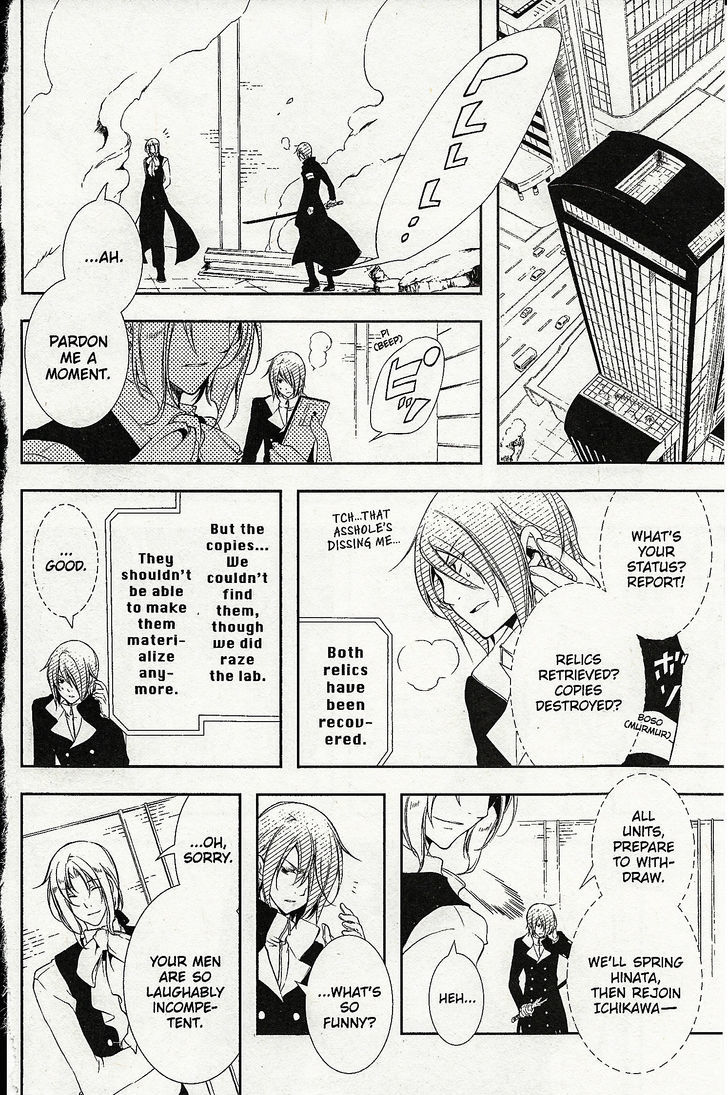 PLLLL...
...AH.
PARDON
ME A
MOMENT.
PI
(BEEP)
ピッ
WHAT'S
YOUR
STATUS?
REPORT!
RELICS
RETRIEVED?
COPIES
DESTROYED?
ボソ
BOSO
(MURMUR)
TCH...THAT
ASSHOLE'S
DISSING ME...
Both
relics
have
been
recov-
ered.
But the
copies...
We
couldn't
find
them,
though
we did
raze
the lab.
They
shouldn't
be able
to make
them
materi-
alize
any-
more.
...
GOOD.
ALL
UNITS,
PREPARE
TO WITH-
DRAW.
WE'LL SPRING
HINATA,
THEN REJOIN
ICHIKAWA—
HEH...
...WHAT'S
SO
FUNNY?
...OH,
SORRY.
YOUR MEN
ARE SO
LAUGHABLY
INCOMPE-
TENT.